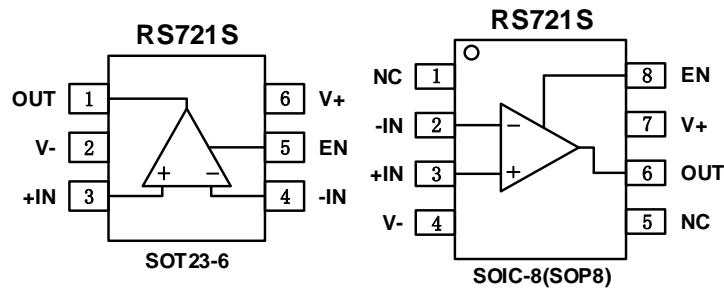 RS721S
OUT 1 6 V+
V- 2 5 EN
+IN 3 + − 4 -IN
SOT23-6
RS721S
NC 1 8 EN
-IN 2 − 7 V+
+IN 3 + 6 OUT
V- 4 5 NC
SOIC-8(SOP8)